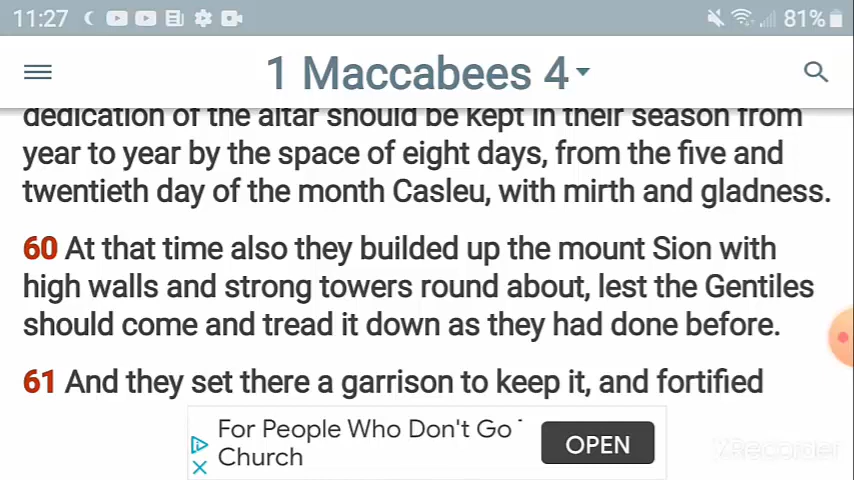 11:27 81%
1 Maccabees 4
dedication of the altar should be kept in their season from
year to year by the space of eight days, from the five and
twentieth day of the month Casleu, with mirth and gladness.
60 At that time also they builded up the mount Sion with
high walls and strong towers round about, lest the Gentiles
should come and tread it down as they had done before.
61 And they set there a garrison to keep it, and fortified
For People Who Don't Go
Church
OPEN
VRecorder